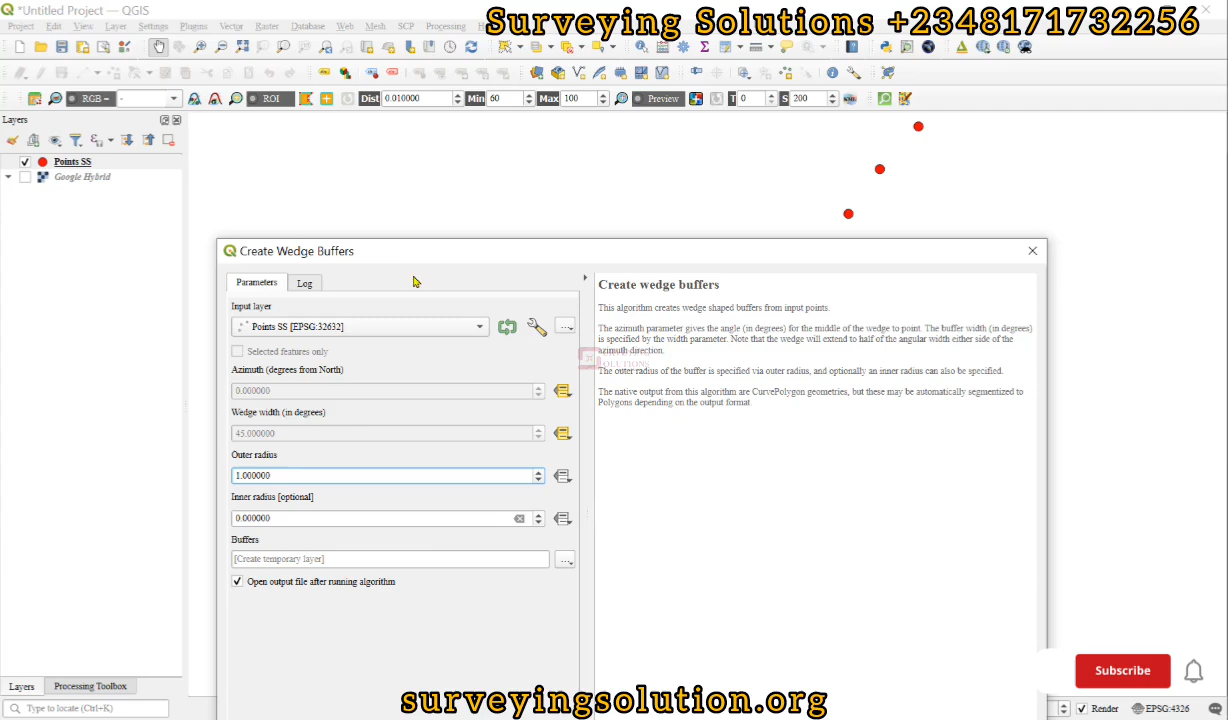 *Untitled Project — QGIS
Surveying Solutions +2348171732256
Project Edit View Layer Settings Plugins Vector Raster Database Web Mesh SCP Processing
RGB = - ROI Dist 0.010000 Min 60 Max 100 Preview T 0 S 200
Layers
Points SS
Google Hybrid
Create Wedge Buffers
Parameters Log
Input layer
Points SS [EPSG:32632]
Selected features only
Azimuth (degrees from North)
0.000000
Wedge width (in degrees)
45.000000
Outer radius
1.000000
Inner radius [optional]
0.000000
Buffers
[Create temporary layer]
Open output file after running algorithm
Create wedge buffers
This algorithm creates wedge shaped buffers from input points.
The azimuth parameter gives the angle (in degrees) for the middle of the wedge to point. The buffer width (in degrees)
is specified by the width parameter. Note that the wedge will extend to half of the angular width either side of the
azimuth direction.
SOLUTIONS
The outer radius of the buffer is specified via outer radius, and optionally an inner radius can also be specified.
The native output from this algorithm are CurvePolygon geometries, but these may be automatically segmentized to
Polygons depending on the output format.
Subscribe
Layers Processing Toolbox
surveyingsolution.org
Type to locate (Ctrl+K)
Render EPSG:4326